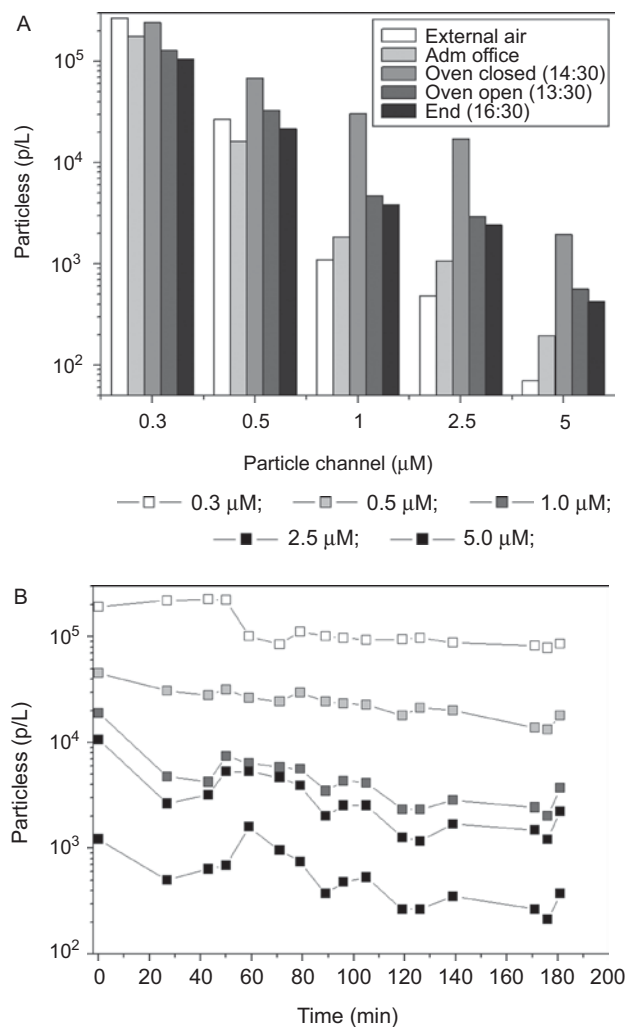 A
External air
Adm office
Oven closed (14:30)
Oven open (13:30)
End (16:30)
Particless (p/L)
10⁵
10⁴
10³
10²
0.3 0.5 1 2.5 5
Particle channel (μM)
0.3 μM; 0.5 μM; 1.0 μM;
2.5 μM; 5.0 μM;
B
Particless (p/L)
10⁵
10⁴
10³
10²
0 20 40 60 80 100 120 140 160 180 200
Time (min)